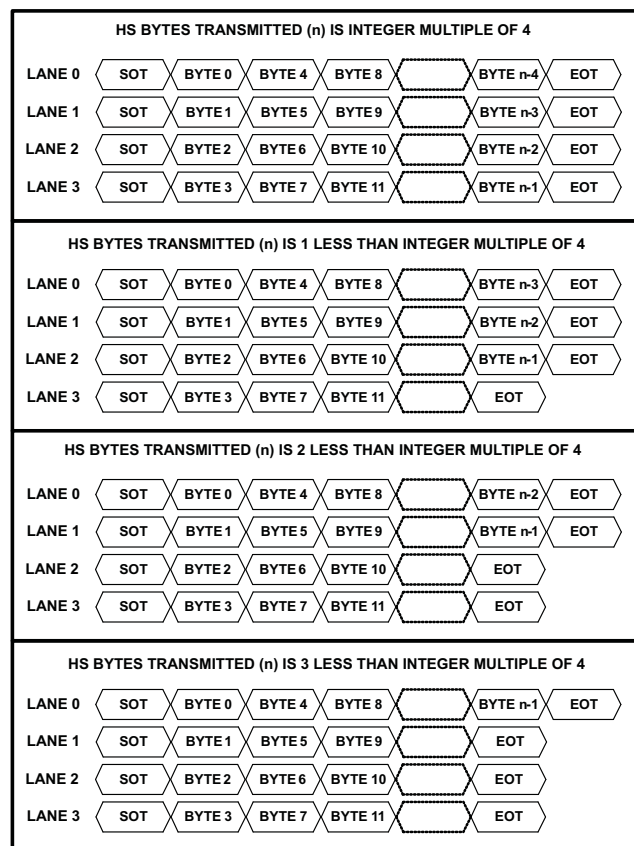 HS BYTES TRANSMITTED (n) IS INTEGER MULTIPLE OF 4
LANE 0 SOT BYTE 0 BYTE 4 BYTE 8 BYTE n-4 EOT
LANE 1 SOT BYTE 1 BYTE 5 BYTE 9 BYTE n-3 EOT
LANE 2 SOT BYTE 2 BYTE 6 BYTE 10 BYTE n-2 EOT
LANE 3 SOT BYTE 3 BYTE 7 BYTE 11 BYTE n-1 EOT
HS BYTES TRANSMITTED (n) IS 1 LESS THAN INTEGER MULTIPLE OF 4
LANE 0 SOT BYTE 0 BYTE 4 BYTE 8 BYTE n-3 EOT
LANE 1 SOT BYTE 1 BYTE 5 BYTE 9 BYTE n-2 EOT
LANE 2 SOT BYTE 2 BYTE 6 BYTE 10 BYTE n-1 EOT
LANE 3 SOT BYTE 3 BYTE 7 BYTE 11 EOT
HS BYTES TRANSMITTED (n) IS 2 LESS THAN INTEGER MULTIPLE OF 4
LANE 0 SOT BYTE 0 BYTE 4 BYTE 8 BYTE n-2 EOT
LANE 1 SOT BYTE 1 BYTE 5 BYTE 9 BYTE n-1 EOT
LANE 2 SOT BYTE 2 BYTE 6 BYTE 10 EOT
LANE 3 SOT BYTE 3 BYTE 7 BYTE 11 EOT
HS BYTES TRANSMITTED (n) IS 3 LESS THAN INTEGER MULTIPLE OF 4
LANE 0 SOT BYTE 0 BYTE 4 BYTE 8 BYTE n-1 EOT
LANE 1 SOT BYTE 1 BYTE 5 BYTE 9 EOT
LANE 2 SOT BYTE 2 BYTE 6 BYTE 10 EOT
LANE 3 SOT BYTE 3 BYTE 7 BYTE 11 EOT